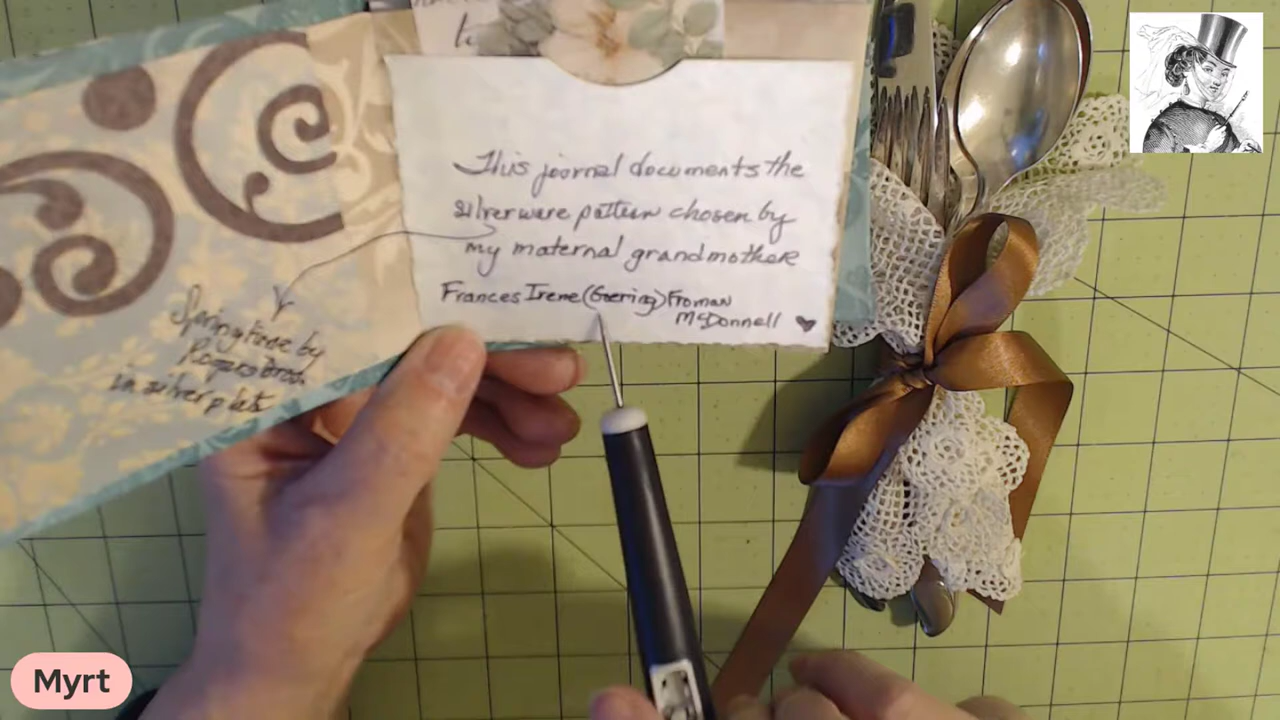 This journal documents the
silverware pattern chosen by
my maternal grandmother
Frances Irene (Goering) Froman
McDonnell
Springtime by
Rogers Bros.
in silverplate
Myrt